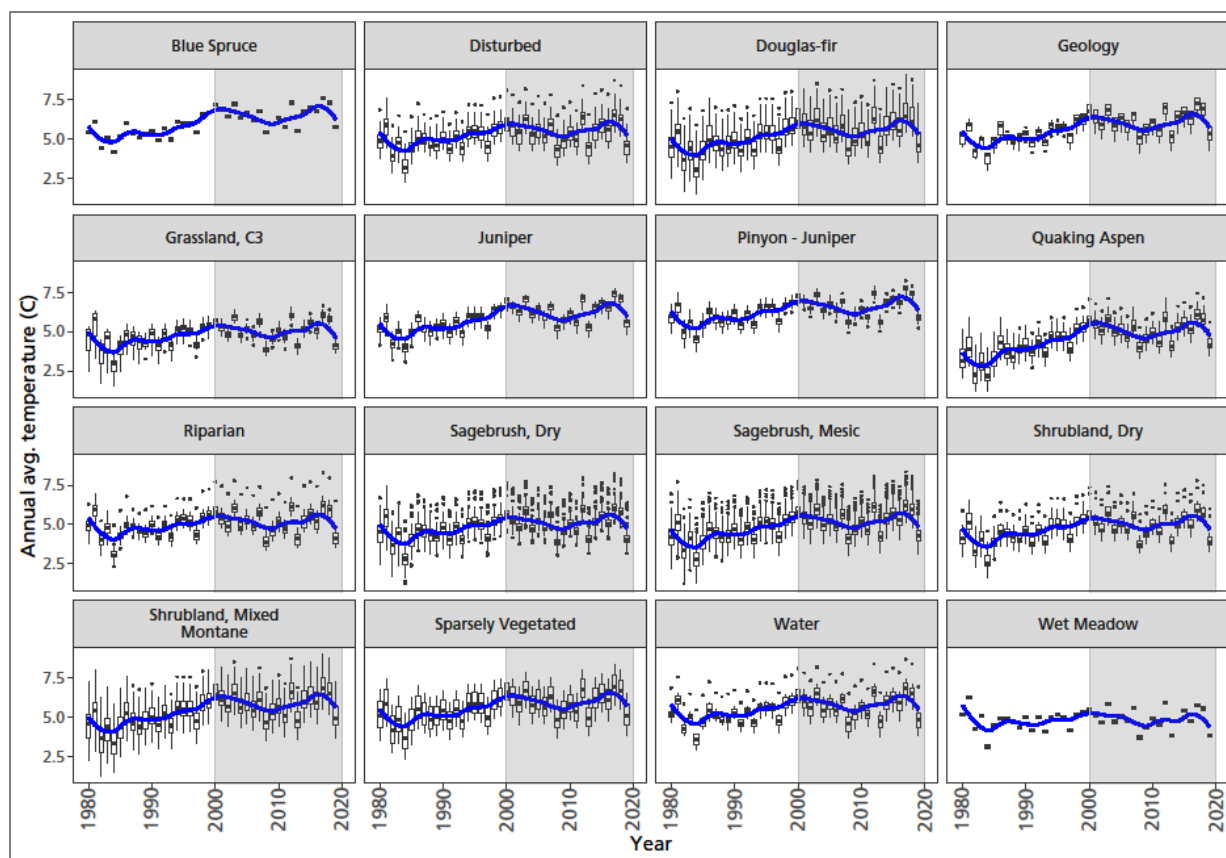 Blue Spruce
Disturbed
Douglas-fir
Geology
7.5
5.0
2.5
Grassland, C3
Juniper
Pinyon - Juniper
Quaking Aspen
7.5
5.0
2.5
Annual avg. temperature (C)
Riparian
Sagebrush, Dry
Sagebrush, Mesic
Shrubland, Dry
7.5
5.0
2.5
Shrubland, Mixed
Montane
Sparsely Vegetated
Water
Wet Meadow
7.5
5.0
2.5
1980
1990
2000
2010
2020
1980
1990
2000
2010
2020
1980
1990
2000
2010
2020
1980
1990
2000
2010
2020
Year